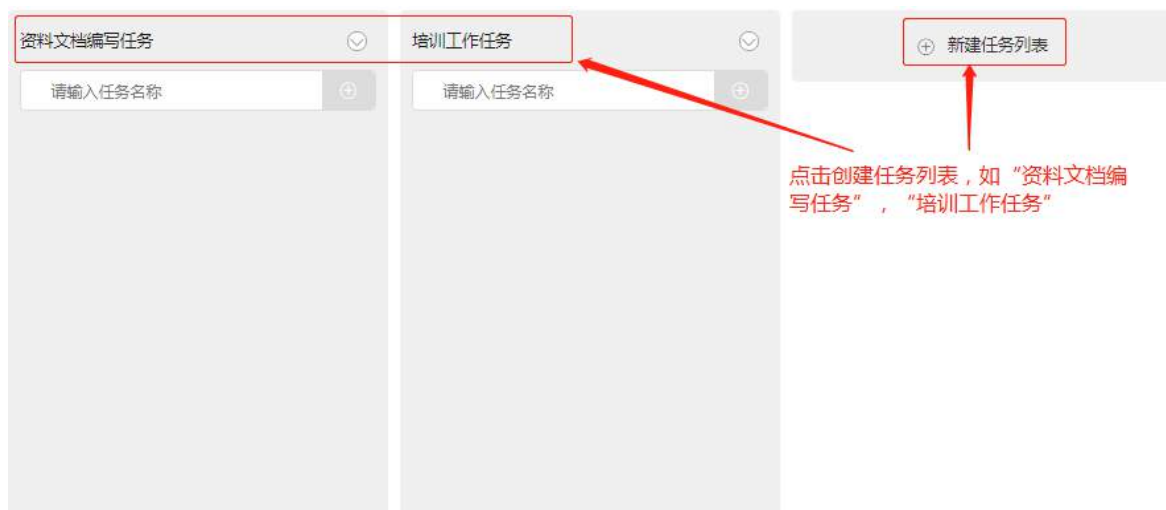 资料文档编写任务
培训工作任务
新建任务列表
请输入任务名称
请输入任务名称
点击创建任务列表，如“资料文档编
写任务”，“培训工作任务”